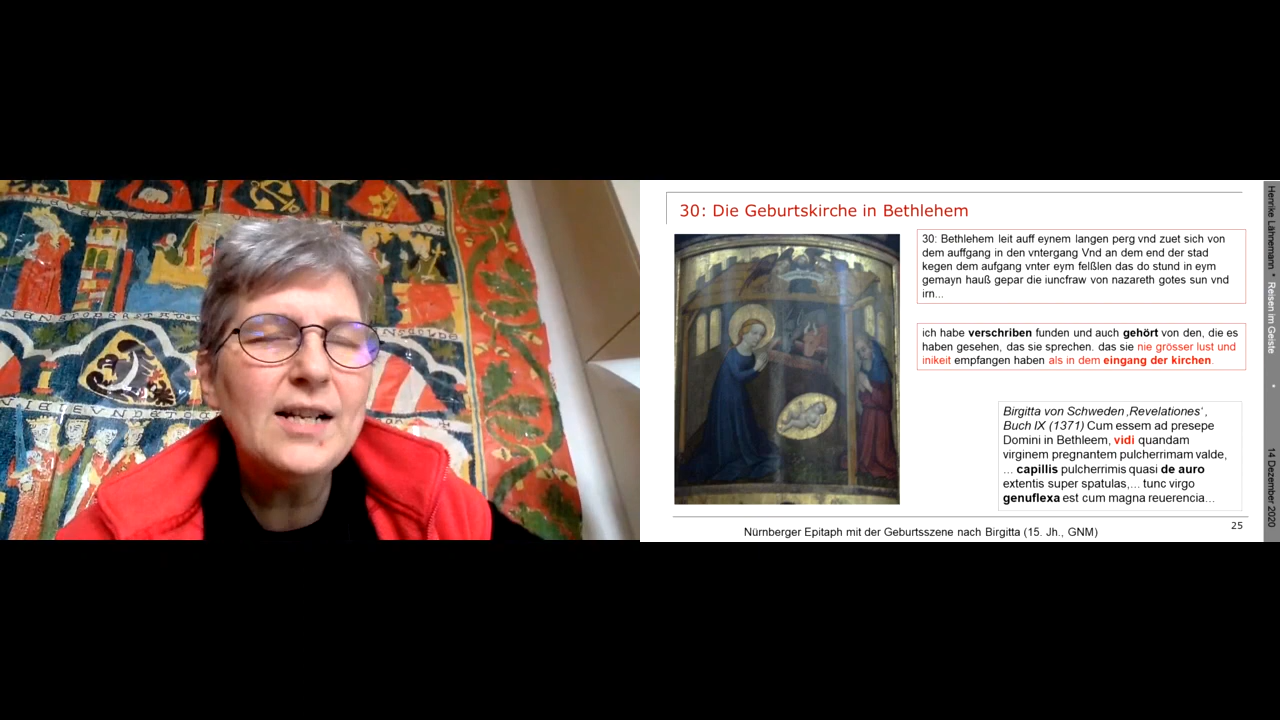 30: Die Geburtskirche in Bethlehem
30: Bethlehem leit auff eynem langen perg vnd zuet sich von
dem auffgang in den vntergang Vnd an dem end der stad
kegen dem aufgang vnter eym felßlen das do stund in eym
gemayn hauß gepar die iuncfraw von nazareth gotes sun vnd
irn...
ich habe verschriben funden und auch gehört von den, die es
haben gesehen, das sie sprechen. das sie nie grösser lust und
inikeit empfangen haben als in dem eingang der kirchen.
Birgitta von Schweden ‚Revelationes‘ ,
Buch IX (1371) Cum essem ad presepe
Domini in Bethleem, vidi quandam
virginem pregnantem pulcherrimam valde,
... capillis pulcherrimis quasi de auro
extentis super spatulas,... tunc virgo
genuflexa est cum magna reuerencia…
Nürnberger Epitaph mit der Geburtsszene nach Birgitta (15. Jh., GNM)
25
Henrike Lähnemann * Reisen im Geiste * 14 Dezember 2020